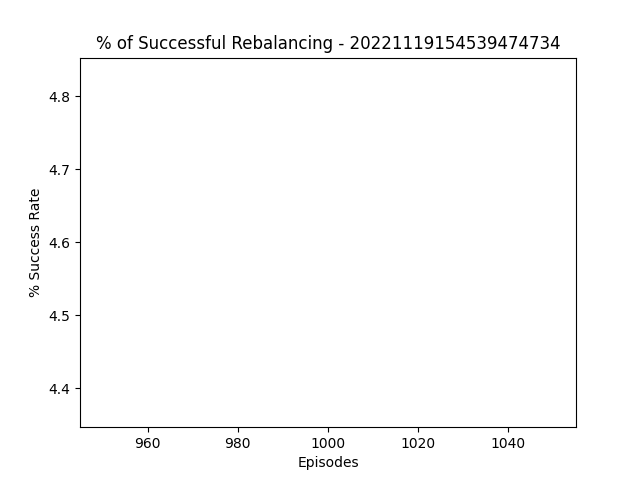 % of Successful Rebalancing - 20221119154539474734
4.8
4.7
4.6
4.5
4.4
% Success Rate
960 980 1000 1020 1040
Episodes